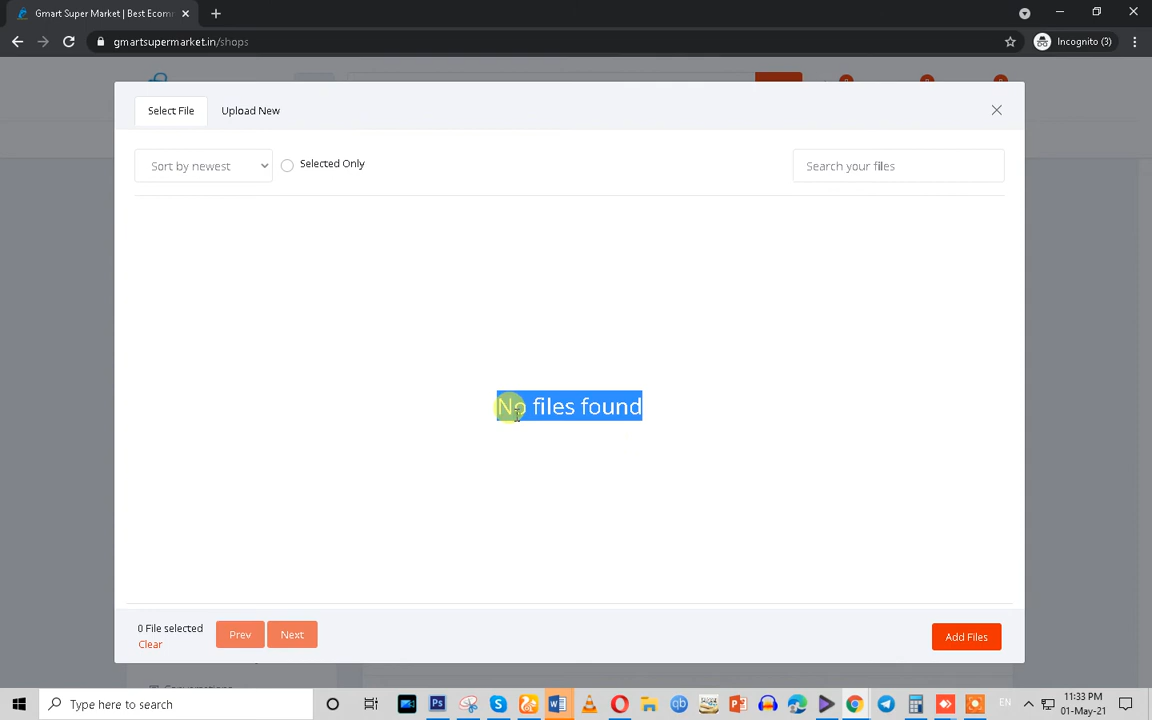 Gmart Super Market | Best Ecom
gmartsupermarket.in/shops
Incognito (3)
Select File
Upload New
Sort by newest
Selected Only
Search your files
No files found
0 File selected
Clear
Prev
Next
Add Files
Type here to search
EN
11:33 PM
01-May-21